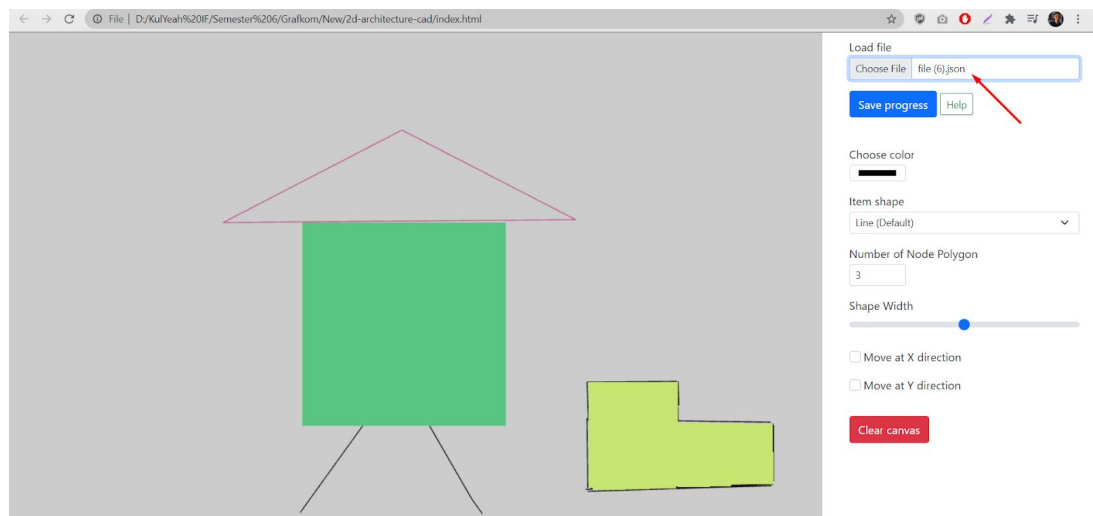 File | D:/KulYeah%20IF/Semester%206/Grafkom/New/2d-architecture-cad/index.html
Load file
Choose File file (6).json
Save progress Help
Choose color
Item shape
Line (Default)
Number of Node Polygon
3
Shape Width
Move at X direction
Move at Y direction
Clear canvas